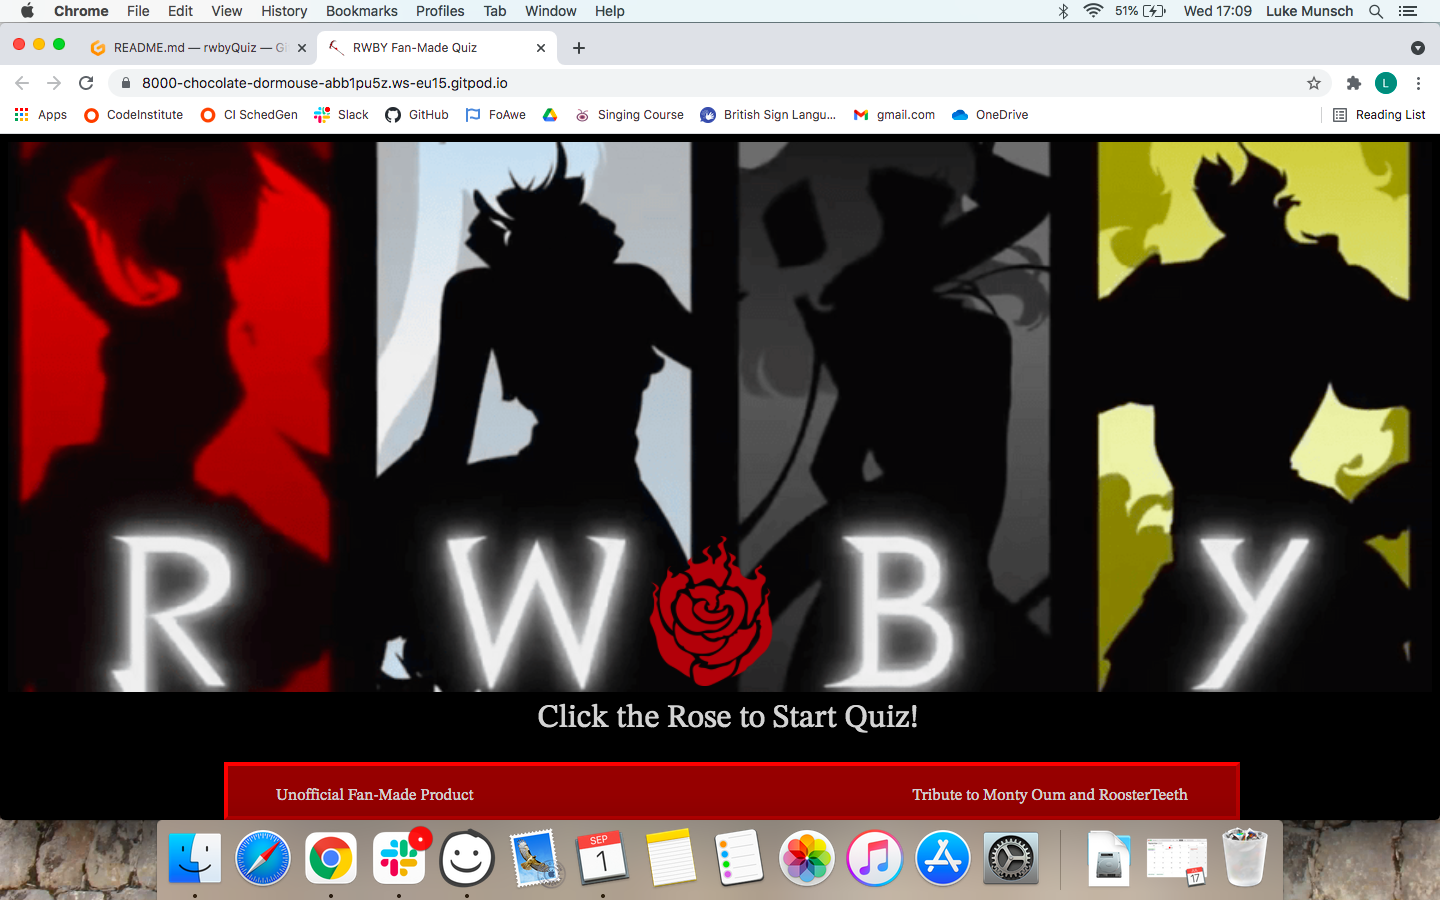 Chrome File Edit View History Bookmarks Profiles Tab Window Help 51% Wed 17:09 Luke Munsch
README.md — rwbyQuiz — G RWBY Fan-Made Quiz
8000-chocolate-dormouse-abb1pu5z.ws-eu15.gitpod.io L
Apps CodeInstitute CI SchedGen Slack GitHub FoAwe Singing Course British Sign Langu... gmail.com OneDrive Reading List
R W B Y
Click the Rose to Start Quiz!
Unofficial Fan-Made Product Tribute to Monty Oum and RoosterTeeth
SEP
1
17